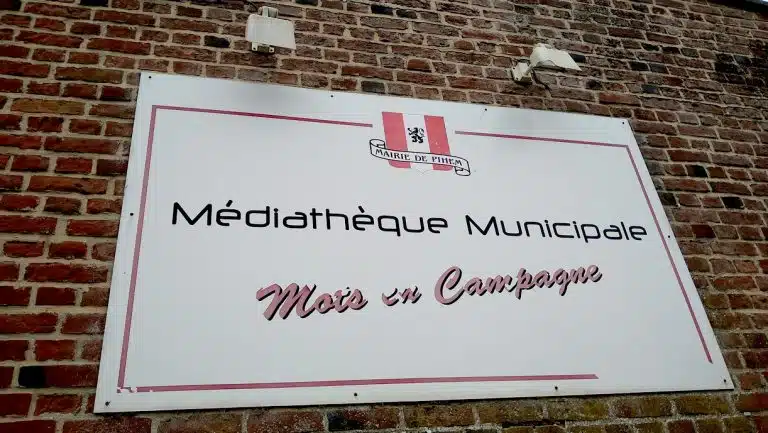 MAIRIE DE PIHEM
Médiathèque Municipale
Mots en Campagne